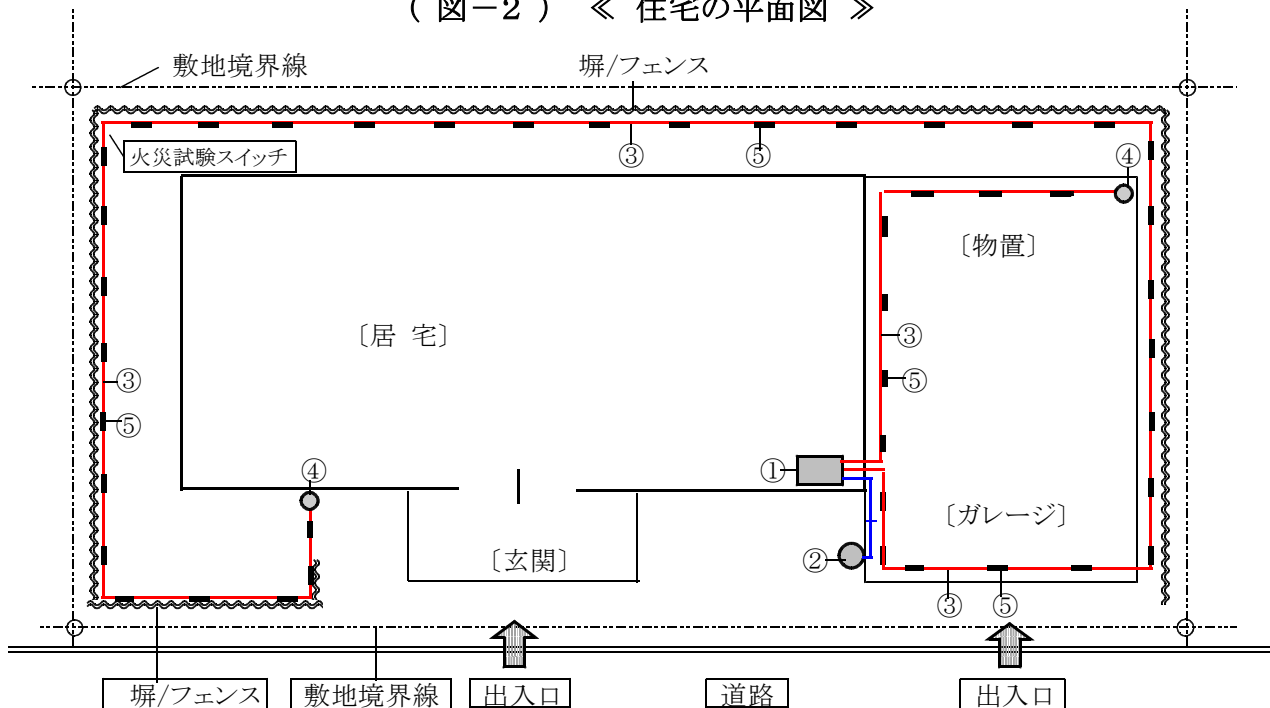 ( 図－2 ) ≪ 住宅の平面図 ≫
敷地境界線
塀/フェンス
火災試験スイッチ
③
⑤
④
〔物置〕
〔居 宅〕
③
③
⑤
⑤
④
①
〔ガレージ〕
〔玄関〕
②
③
⑤
塀/フェンス
敷地境界線
出入口
道路
出入口